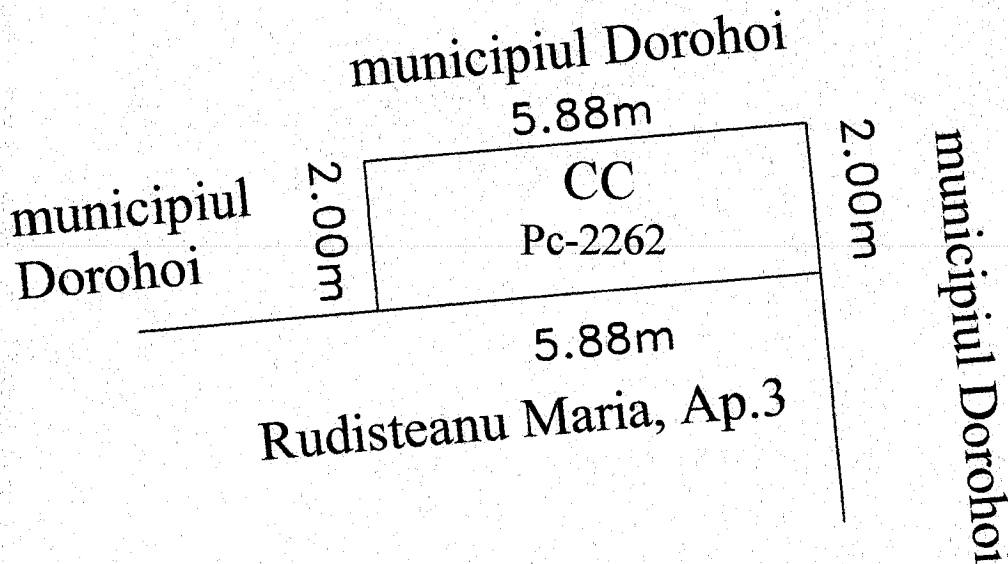 municipiul Dorohoi
5.88m
municipiul
Dorohoi
2.00m
CC
Pc-2262
2.00m
municipiul Dorohoi
5.88m
Rudisteanu Maria, Ap.3